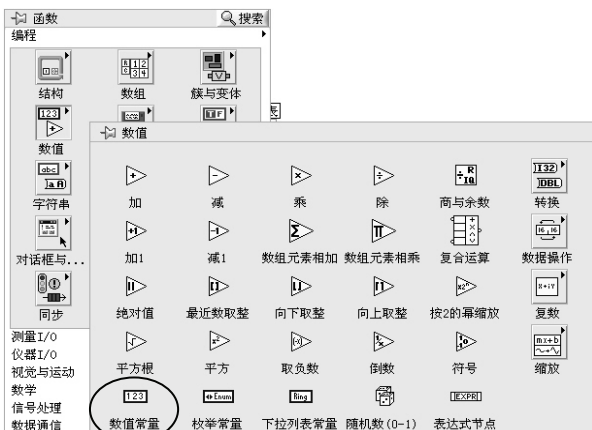 函数
搜索
编程
结构
数组
簇与变体
数值
字符串
对话框与...
同步
测量I/O
仪器I/O
视觉与运动
数学
信号处理
数据通信
数值
加
减
乘
除
商与余数
转换
加1
减1
数组元素相加
数组元素相乘
复合运算
数据操作
绝对值
最近数取整
向下取整
向上取整
按2的幂缩放
复数
平方根
平方
取负数
倒数
符号
缩放
数值常量
枚举常量
下拉列表常量
随机数(0-1)
表达式节点